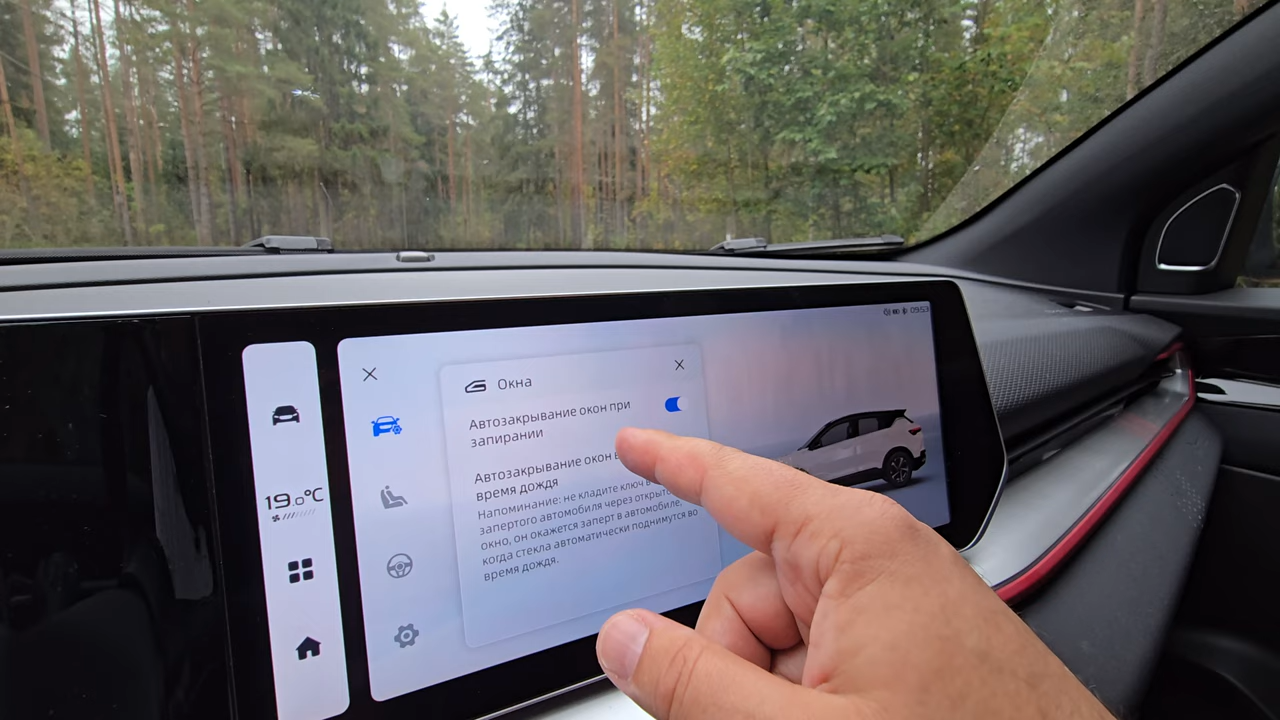 09:53
Окна
Автозакрывание окон при
запирании
Автозакрывание окон
время дождя
Напоминание: не кладите ключ в
запертого автомобиля через открыто
окно, он окажется заперт в автомобиле,
когда стекла автоматически поднимутся во
время дождя.
19.0°C